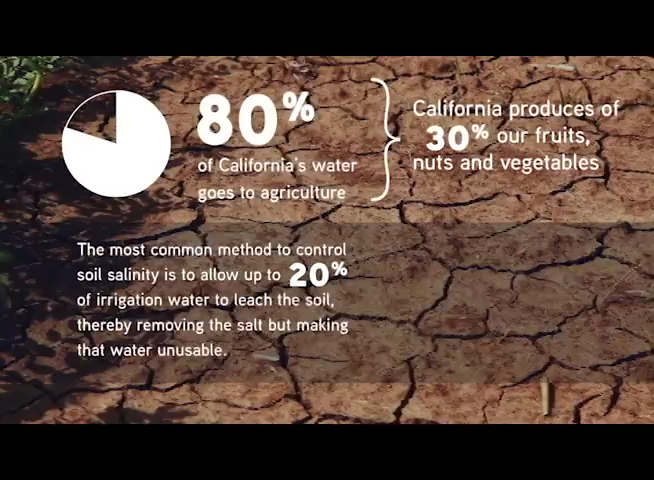 80%
of California's water
goes to agriculture
California produces of
30% our fruits,
nuts and vegetables
The most common method to control
soil salinity is to allow up to 20%
of irrigation water to leach the soil,
thereby removing the salt but making
that water unusable.